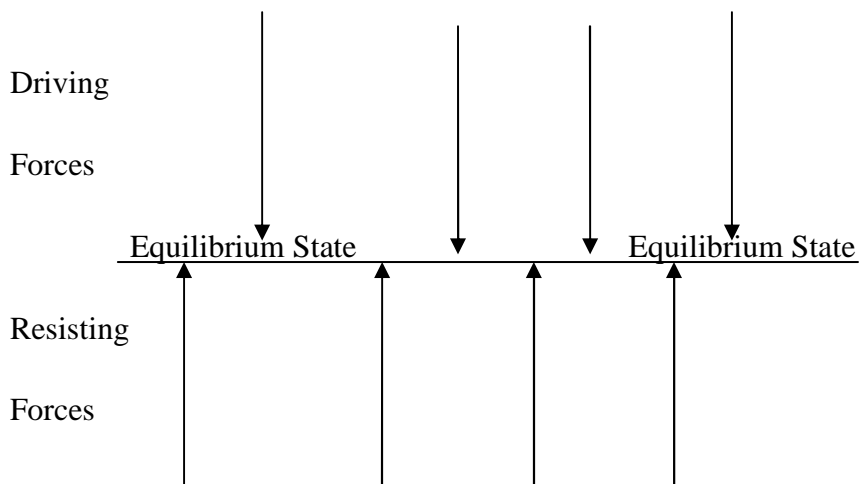 Driving
Forces
Equilibrium State Equilibrium State
Resisting
Forces